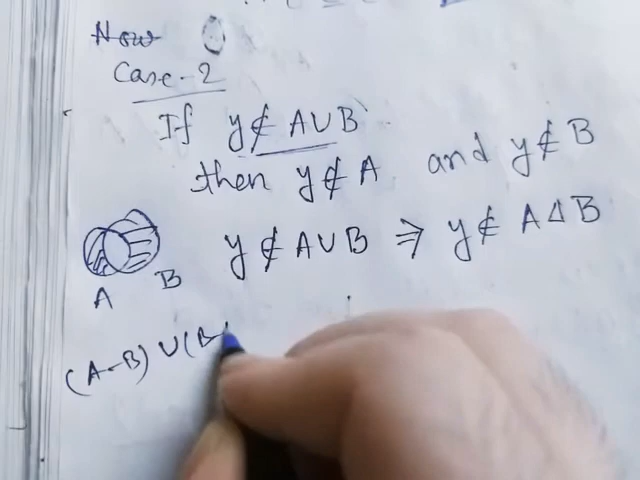 Now
Case-2
If y∉ A∪B
then y∉A and y∉B
y∉A∪B ⇒ y∉ AΔB
A B
(A-B) ∪(B-